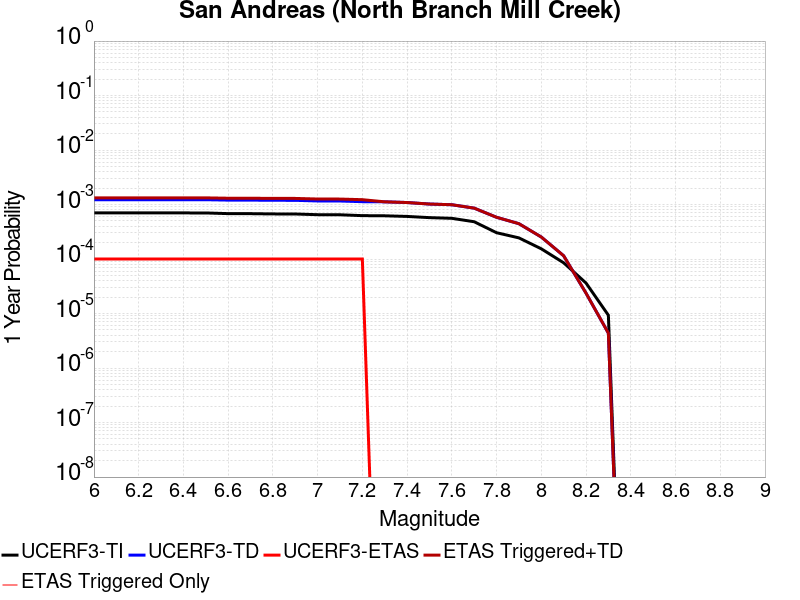 San Andreas (North Branch Mill Creek)
10 0
10 -1
10 -2
10 -3
10 -4
10 -5
10 -6
10 -7
10 -8
1 Year Probability
6 6.2 6.4 6.6 6.8 7 7.2 7.4 7.6 7.8 8 8.2 8.4 8.6 8.8 9
Magnitude
UCERF3-TI UCERF3-TD UCERF3-ETAS ETAS Triggered+TD
ETAS Triggered Only